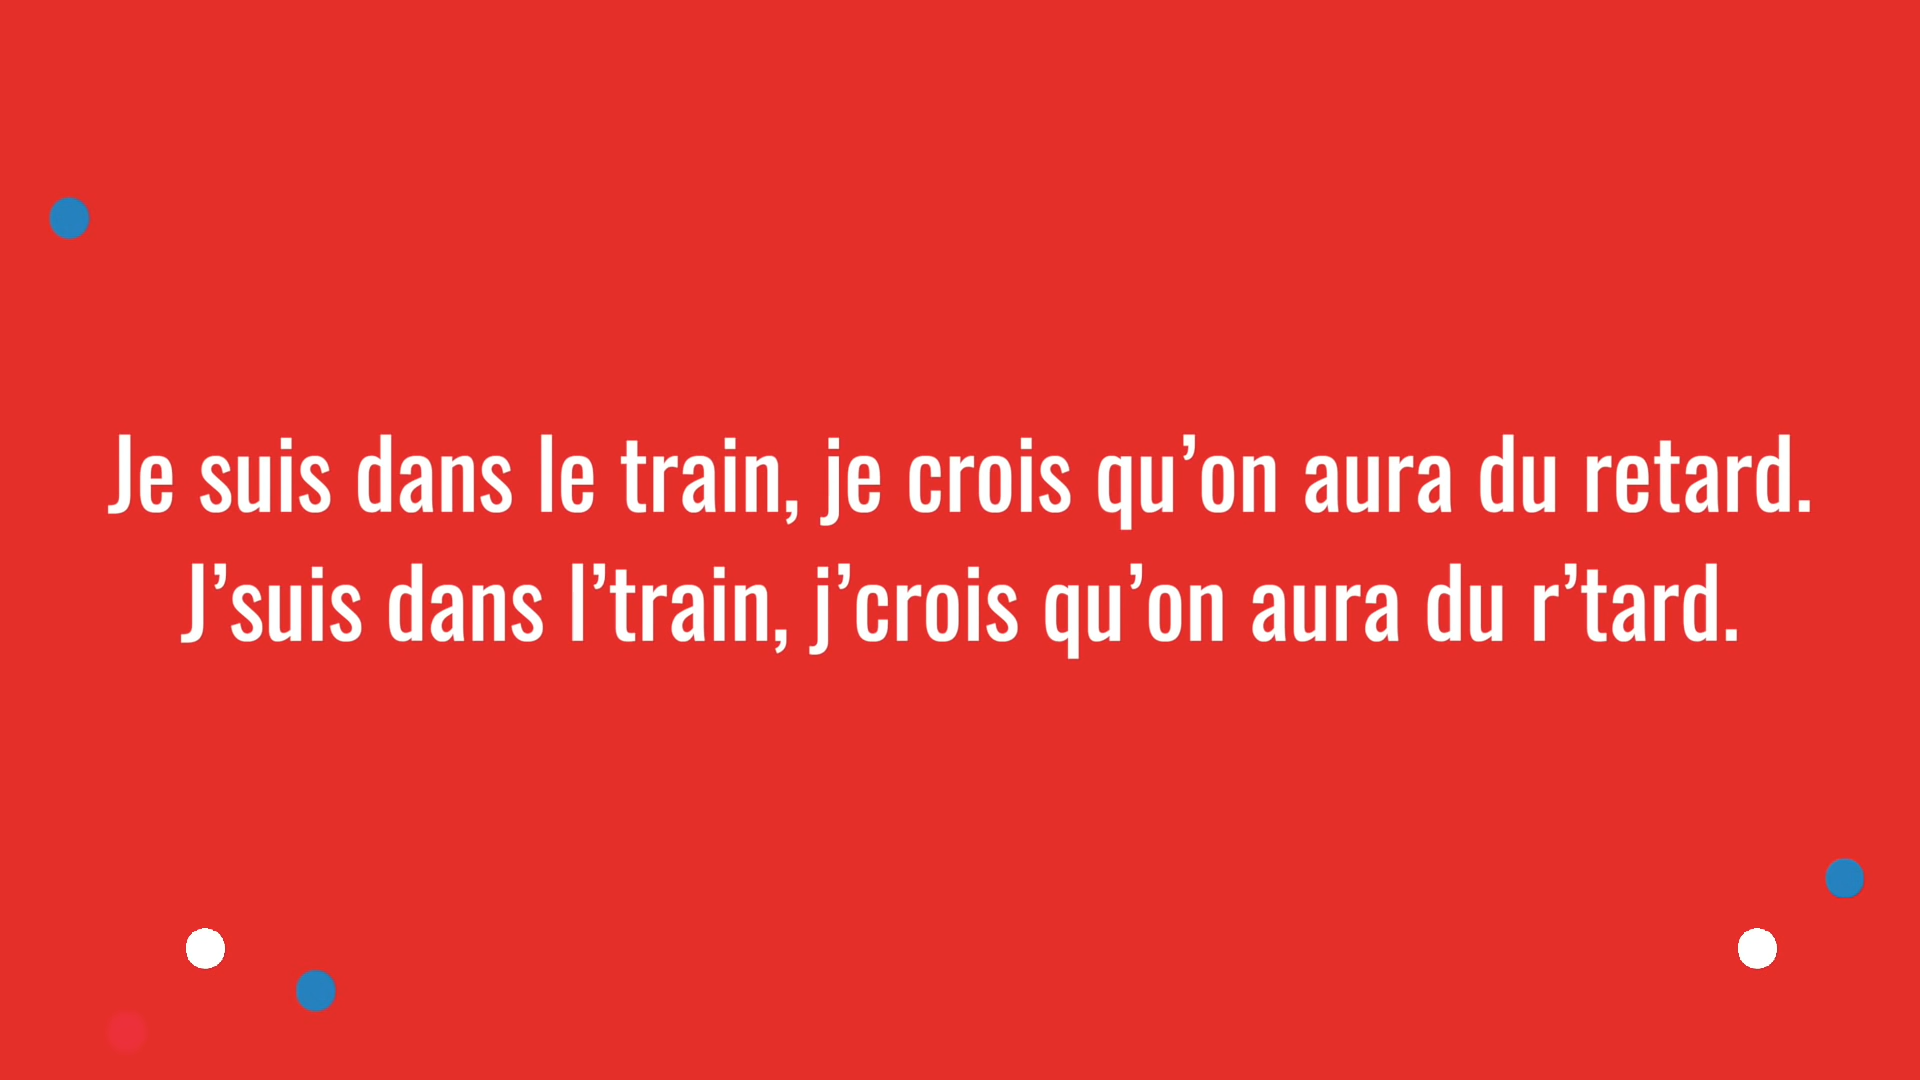 Je suis dans le train, je crois qu’on aura du retard.
J’suis dans l’train, j’crois qu’on aura du r’tard.